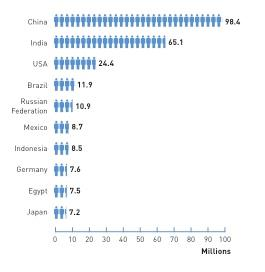 China 98.4
India 65.1
USA 24.4
Brazil 11.9
Russian
Federation 10.9
Mexico 8.7
Indonesia 8.5
Germany 7.6
Egypt 7.5
Japan 7.2
0 10 20 30 40 50 60 70 80 90 100
Millions